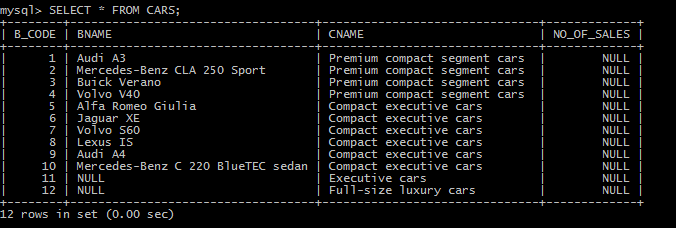 mysql> SELECT * FROM CARS;
+--------+-------------------------------------+------------------------------+-------------+
| B_CODE | BNAME | CNAME | NO_OF_SALES |
+--------+-------------------------------------+------------------------------+-------------+
| 1 | Audi A3 | Premium compact segment cars | NULL |
| 2 | Mercedes-Benz CLA 250 Sport | Premium compact segment cars | NULL |
| 3 | Buick Verano | Premium compact segment cars | NULL |
| 4 | Volvo V40 | Premium compact segment cars | NULL |
| 5 | Alfa Romeo Giulia | Compact executive cars | NULL |
| 6 | Jaguar XE | Compact executive cars | NULL |
| 7 | Volvo S60 | Compact executive cars | NULL |
| 8 | Lexus IS | Compact executive cars | NULL |
| 9 | Audi A4 | Compact executive cars | NULL |
| 10 | Mercedes-Benz C 220 BlueTEC sedan | Compact executive cars | NULL |
| 11 | NULL | Executive cars | NULL |
| 12 | NULL | Full-size luxury cars | NULL |
+--------+-------------------------------------+------------------------------+-------------+
12 rows in set (0.00 sec)